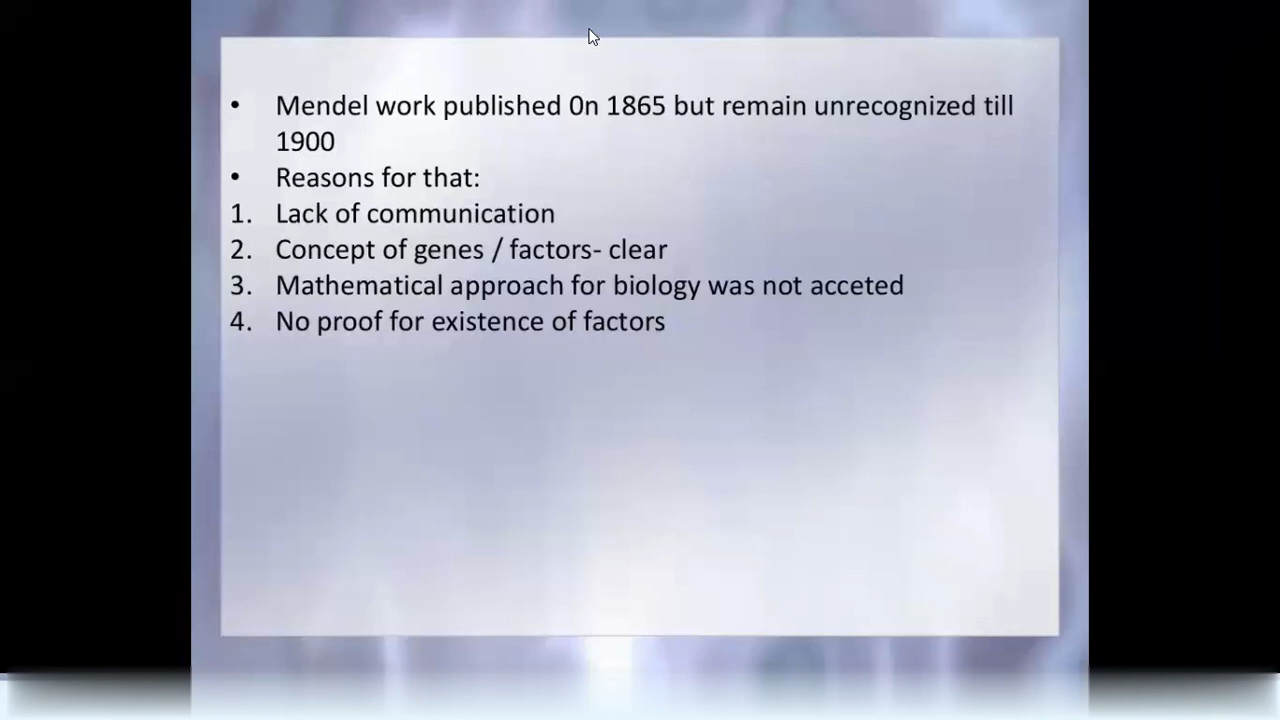 • Mendel work published 0n 1865 but remain unrecognized till
1900
• Reasons for that:
1. Lack of communication
2. Concept of genes / factors- clear
3. Mathematical approach for biology was not acceted
4. No proof for existence of factors